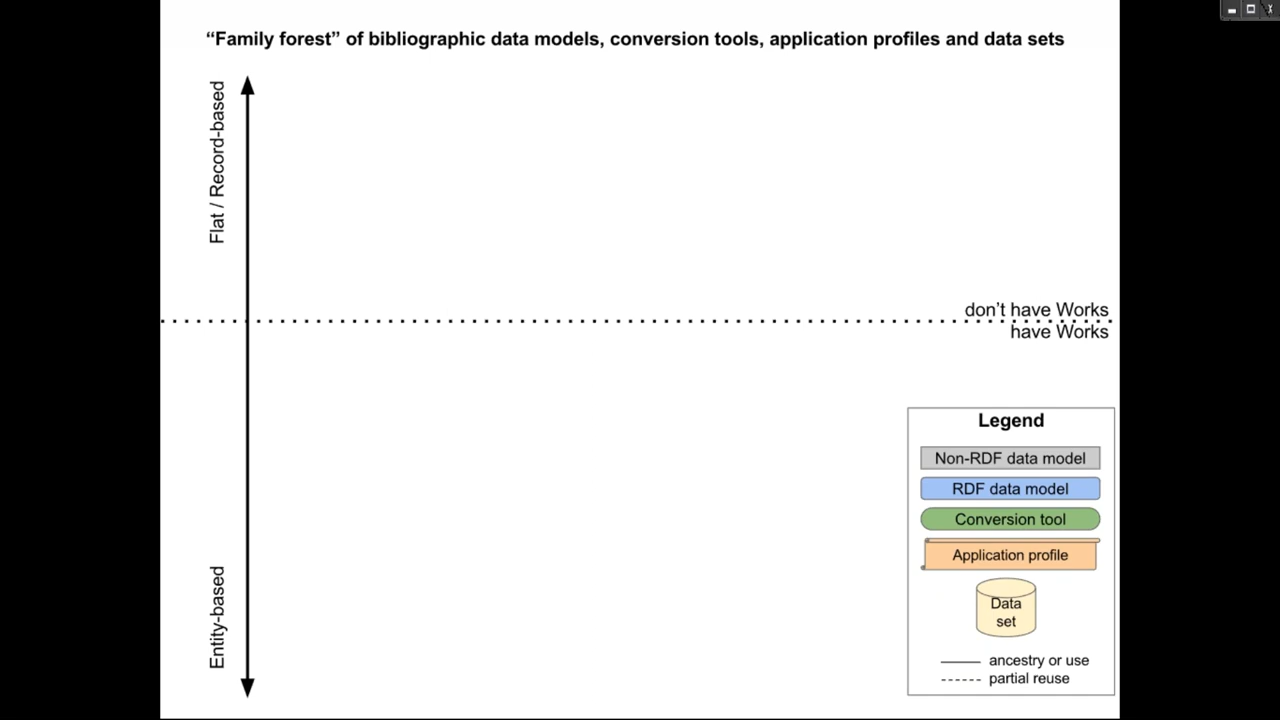 “Family forest” of bibliographic data models, conversion tools, application profiles and data sets
Flat / Record-based
don’t have Works
have Works
Entity-based
Legend
Non-RDF data model
RDF data model
Conversion tool
Application profile
Data
set
ancestry or use
partial reuse